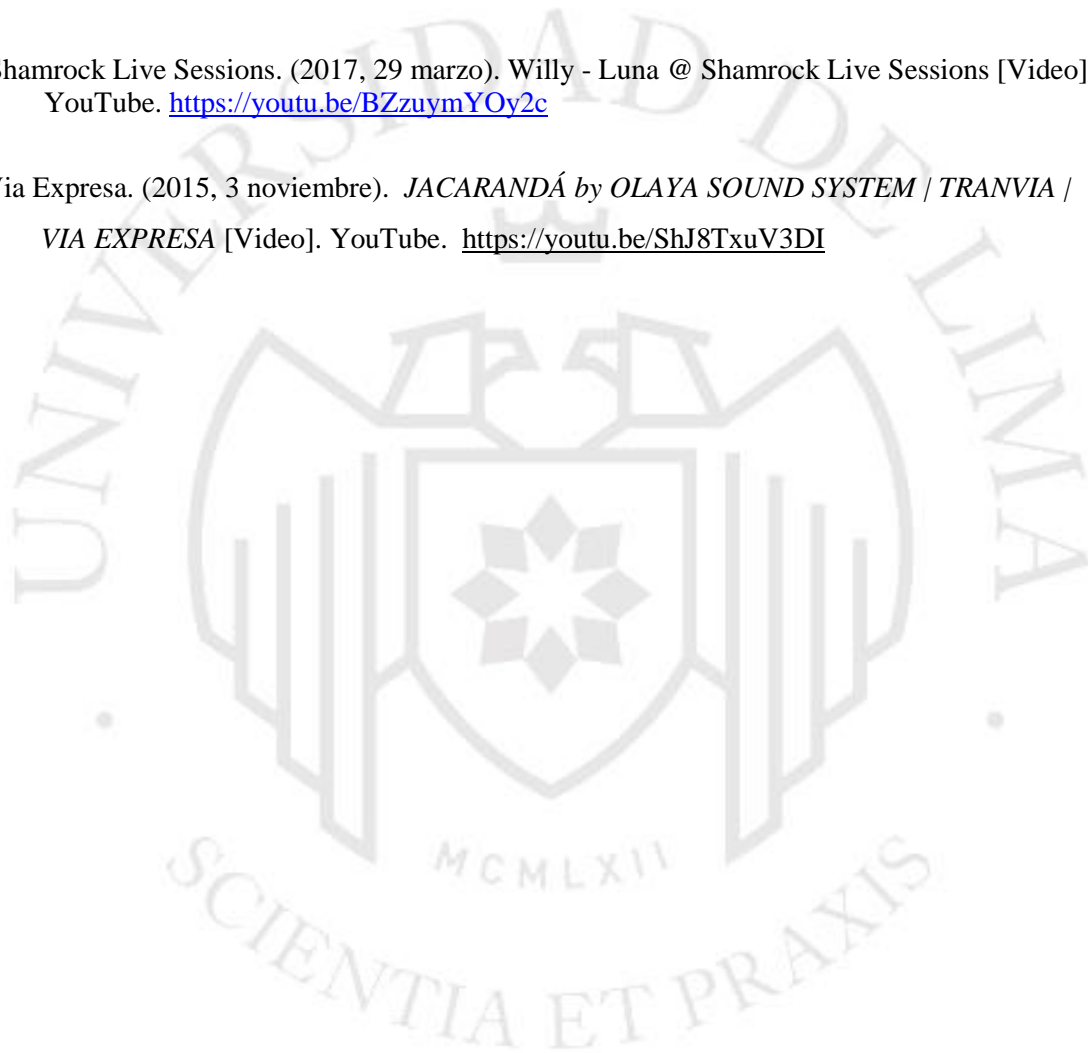 Shamrock Live Sessions. (2017, 29 marzo). Willy - Luna @ Shamrock Live Sessions [Video]
YouTube. https://youtu.be/BZzuymYOy2c
Via Expresa. (2015, 3 noviembre). JACARANDÁ by OLAYA SOUND SYSTEM | TRANVIA |
VIA EXPRESA [Video]. YouTube. https://youtu.be/ShJ8TxuV3DI
UNIVERSIDAD DE LIMA
MCMLXII
SCIENTIA ET PRAXIS